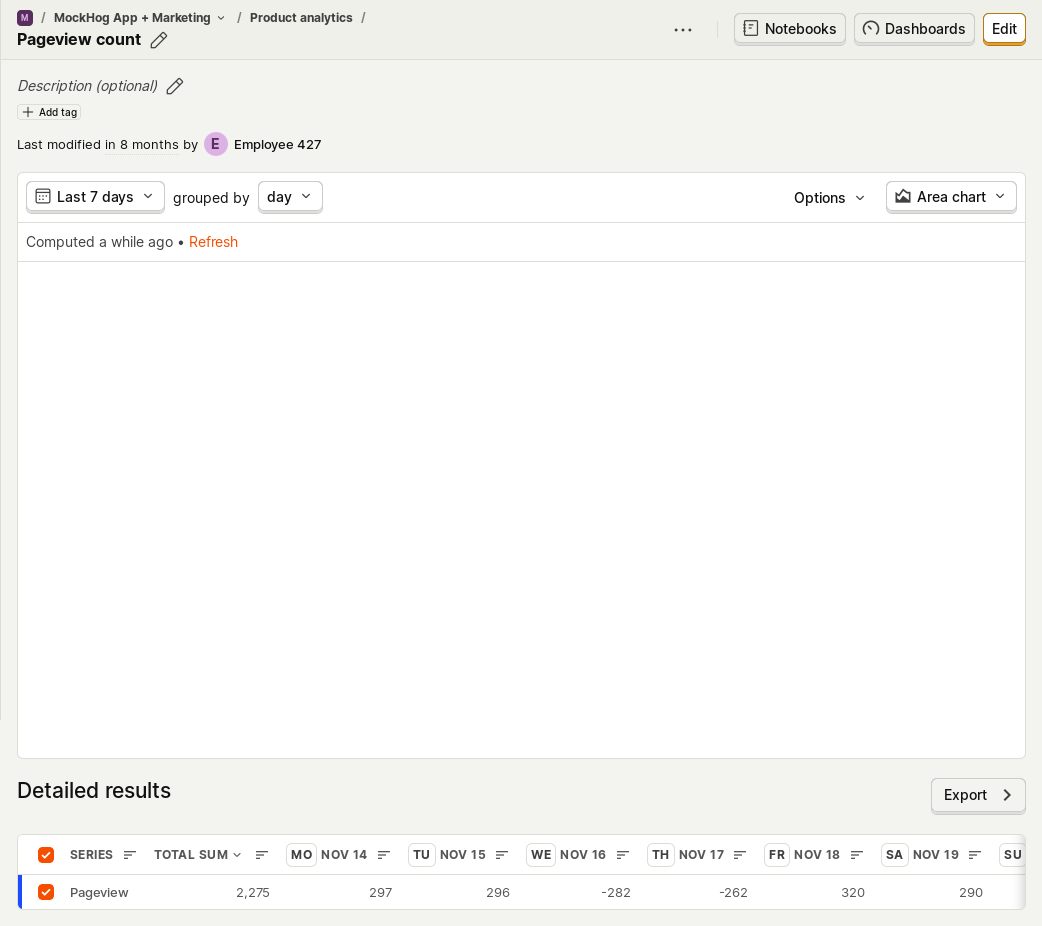 M / MockHog App + Marketing / Product analytics /
Pageview count
Notebooks Dashboards Edit
Description (optional)
Add tag
Last modified in 8 months by E Employee 427
Last 7 days grouped by day Options Area chart
Computed a while ago • Refresh
Detailed results
Export
SERIES TOTAL SUM MO NOV 14 TU NOV 15 WE NOV 16 TH NOV 17 FR NOV 18 SA NOV 19 SU
Pageview 2,275 297 296 -282 -262 320 290